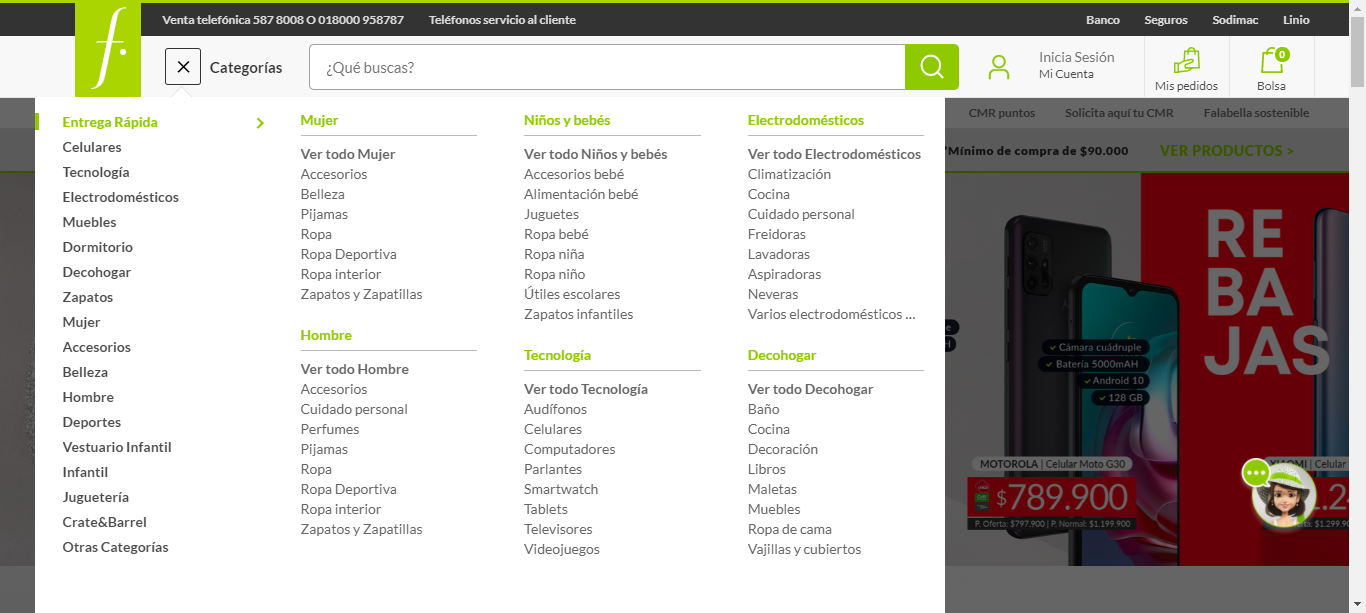 Venta telefónica 587 8008 O 018000 958787
Teléfonos servicio al cliente
Banco
Seguros
Sodimac
Linio
f.
Categorías
¿Qué buscas?
Inicia Sesión
Mi Cuenta
Mis pedidos
0
Bolsa
CMR puntos
Solicita aquí tu CMR
Falabella sostenible
*Mínimo de compra de $90.000
VER PRODUCTOS >
Entrega Rápida
Celulares
Tecnología
Electrodomésticos
Muebles
Dormitorio
Decohogar
Zapatos
Mujer
Accesorios
Belleza
Hombre
Deportes
Vestuario Infantil
Infantil
Juguetería
Crate&Barrel
Otras Categorías
Mujer
Ver todo Mujer
Accesorios
Belleza
Pijamas
Ropa
Ropa Deportiva
Ropa interior
Zapatos y Zapatillas
Hombre
Ver todo Hombre
Accesorios
Cuidado personal
Perfumes
Pijamas
Ropa
Ropa Deportiva
Ropa interior
Zapatos y Zapatillas
Niños y bebés
Ver todo Niños y bebés
Accesorios bebé
Alimentación bebé
Juguetes
Ropa bebé
Ropa niña
Ropa niño
Útiles escolares
Zapatos infantiles
Tecnología
Ver todo Tecnología
Audífonos
Celulares
Computadores
Parlantes
Smartwatch
Tablets
Televisores
Videojuegos
Electrodomésticos
Ver todo Electrodomésticos
Climatización
Cocina
Cuidado personal
Freidoras
Lavadoras
Aspiradoras
Neveras
Varios electrodomésticos ...
Decohogar
Ver todo Decohogar
Baño
Cocina
Decoración
Libros
Maletas
Muebles
Ropa de cama
Vajillas y cubiertos
RE
BA
JAS
Cámara cuádruple
Batería 5000mAH
Android 10
128 GB
MOTOROLA | Celular Moto G30
$789.900
P. Oferta: $797.900 | P. Normal: $1.199.900
XIAOMI | Celular
$1.299.90